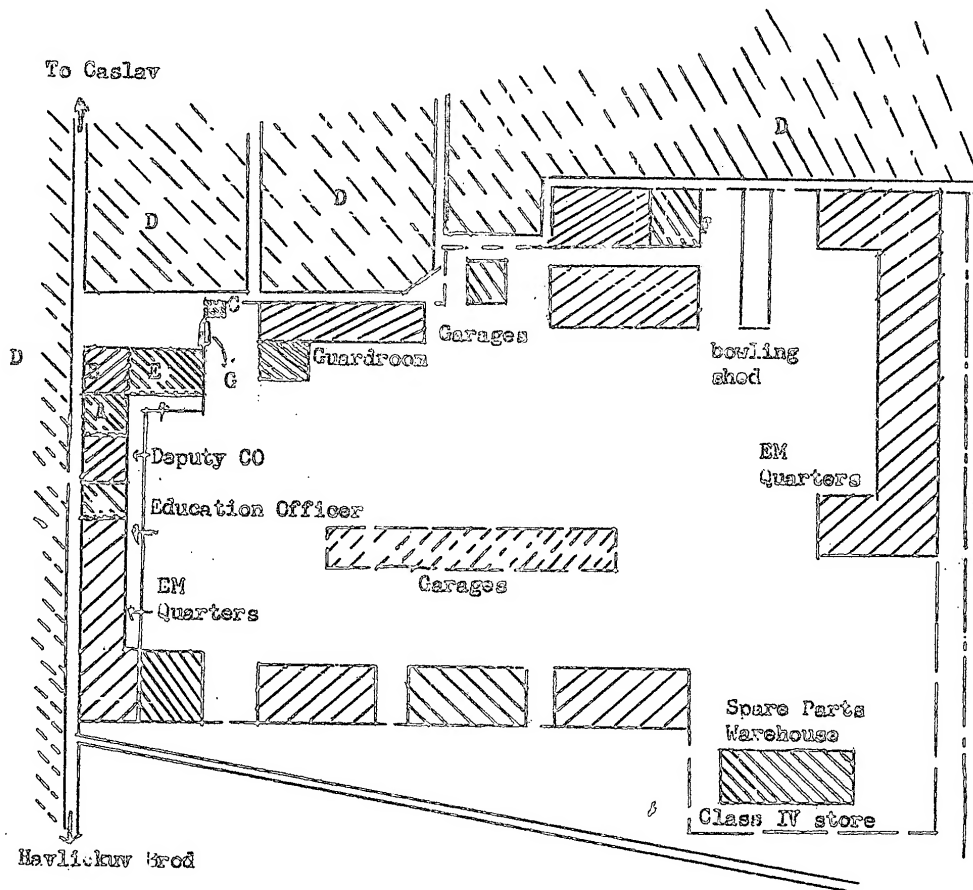 To Caslav
D
D
D
D
C
Garages
Guardroom
bowling
shed
E
G
A
Deputy CO
EM
Quarters
Education Officer
Garages
EM
Quarters
Spare Parts
Warehouse
Class IV store
Havlickuv Brod